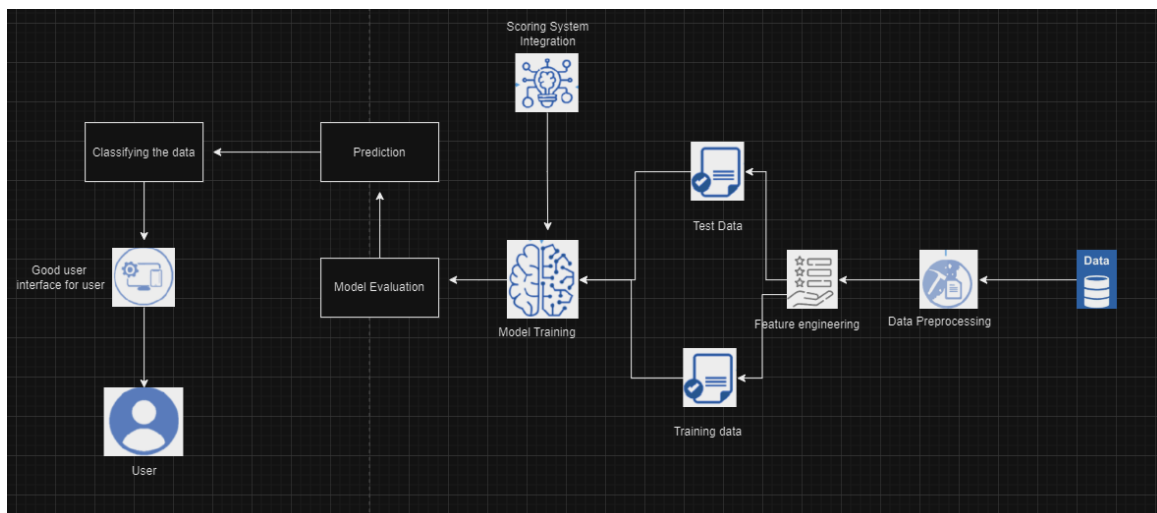 Scoring System
Integration
Classifying the data
Prediction
Test Data
Data
Good user
interface for user
Model Evaluation
Model Training
Feature engineering
Data Preprocessing
Training data
User